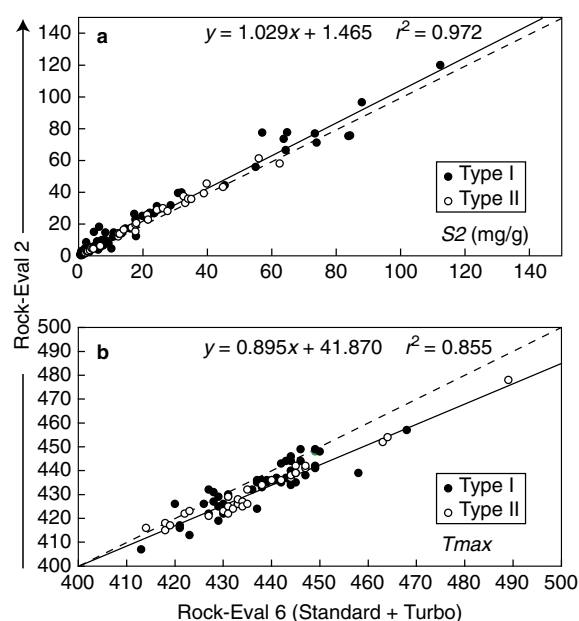 Rock-Eval 2
140
120
100
80
60
40
20
0
a
y = 1.029x + 1.465 r² = 0.972
Type I
Type II
S2 (mg/g)
0 20 40 60 80 100 120 140
500
490
480
470
460
450
440
430
420
410
400
b
y = 0.895x + 41.870 r² = 0.855
Type I
Type II
Tmax
400 410 420 430 440 450 460 470 480 490 500
Rock-Eval 6 (Standard + Turbo)